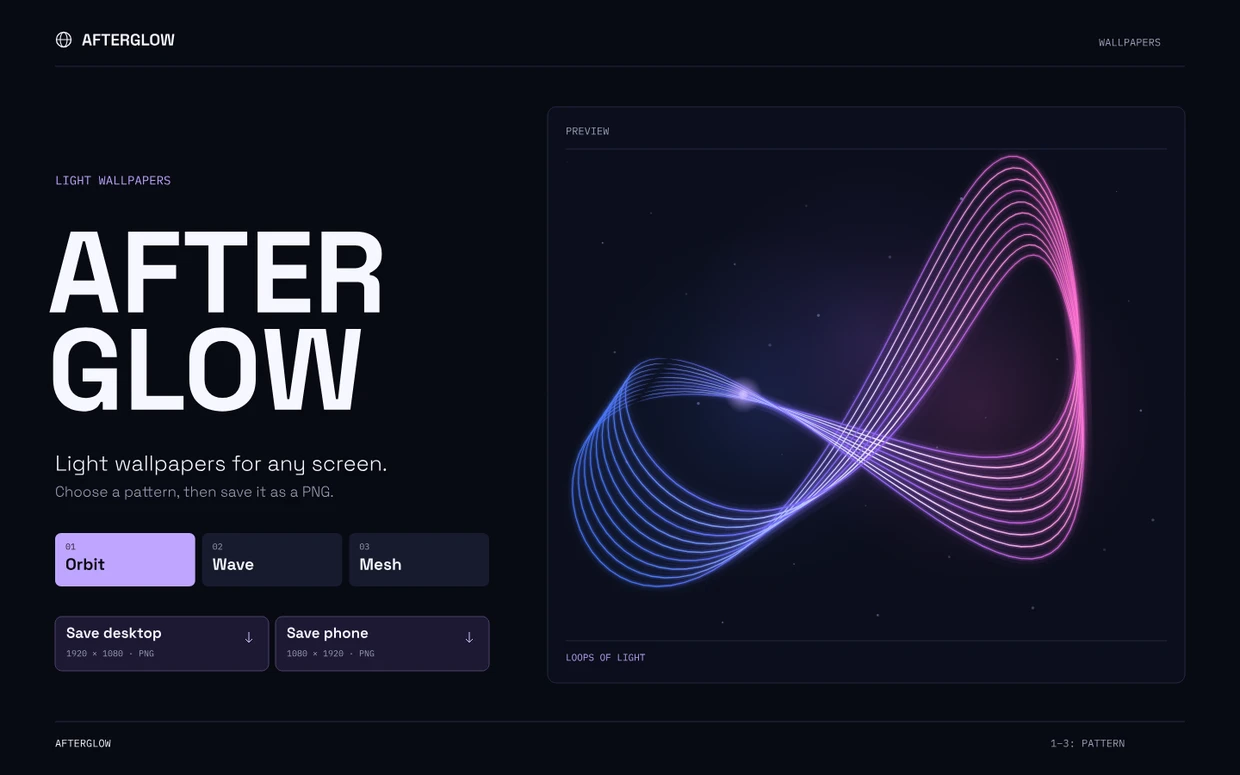 AFTERGLOW
WALLPAPERS
LIGHT WALLPAPERS
AFTER
GLOW
Light wallpapers for any screen.
Choose a pattern, then save it as a PNG.
01
Orbit
02
Wave
03
Mesh
Save desktop ↓
1920 × 1080 · PNG
Save phone ↓
1080 × 1920 · PNG
PREVIEW
LOOPS OF LIGHT
AFTERGLOW
1–3: PATTERN